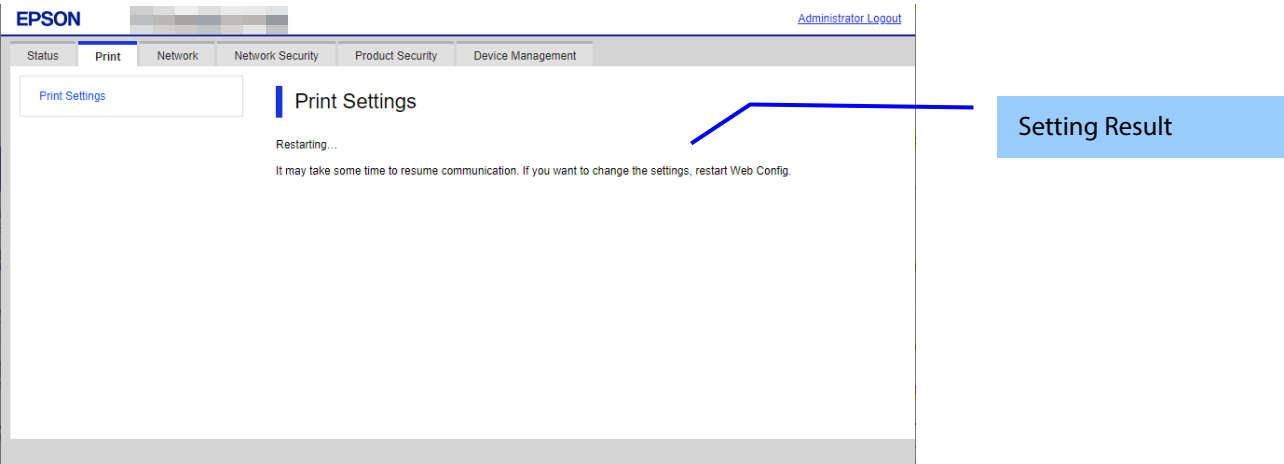 EPSON
Administrator Logout
Status Print Network Network Security Product Security Device Management
Print Settings
Print Settings
Setting Result
Restarting...
It may take some time to resume communication. If you want to change the settings, restart Web Config.